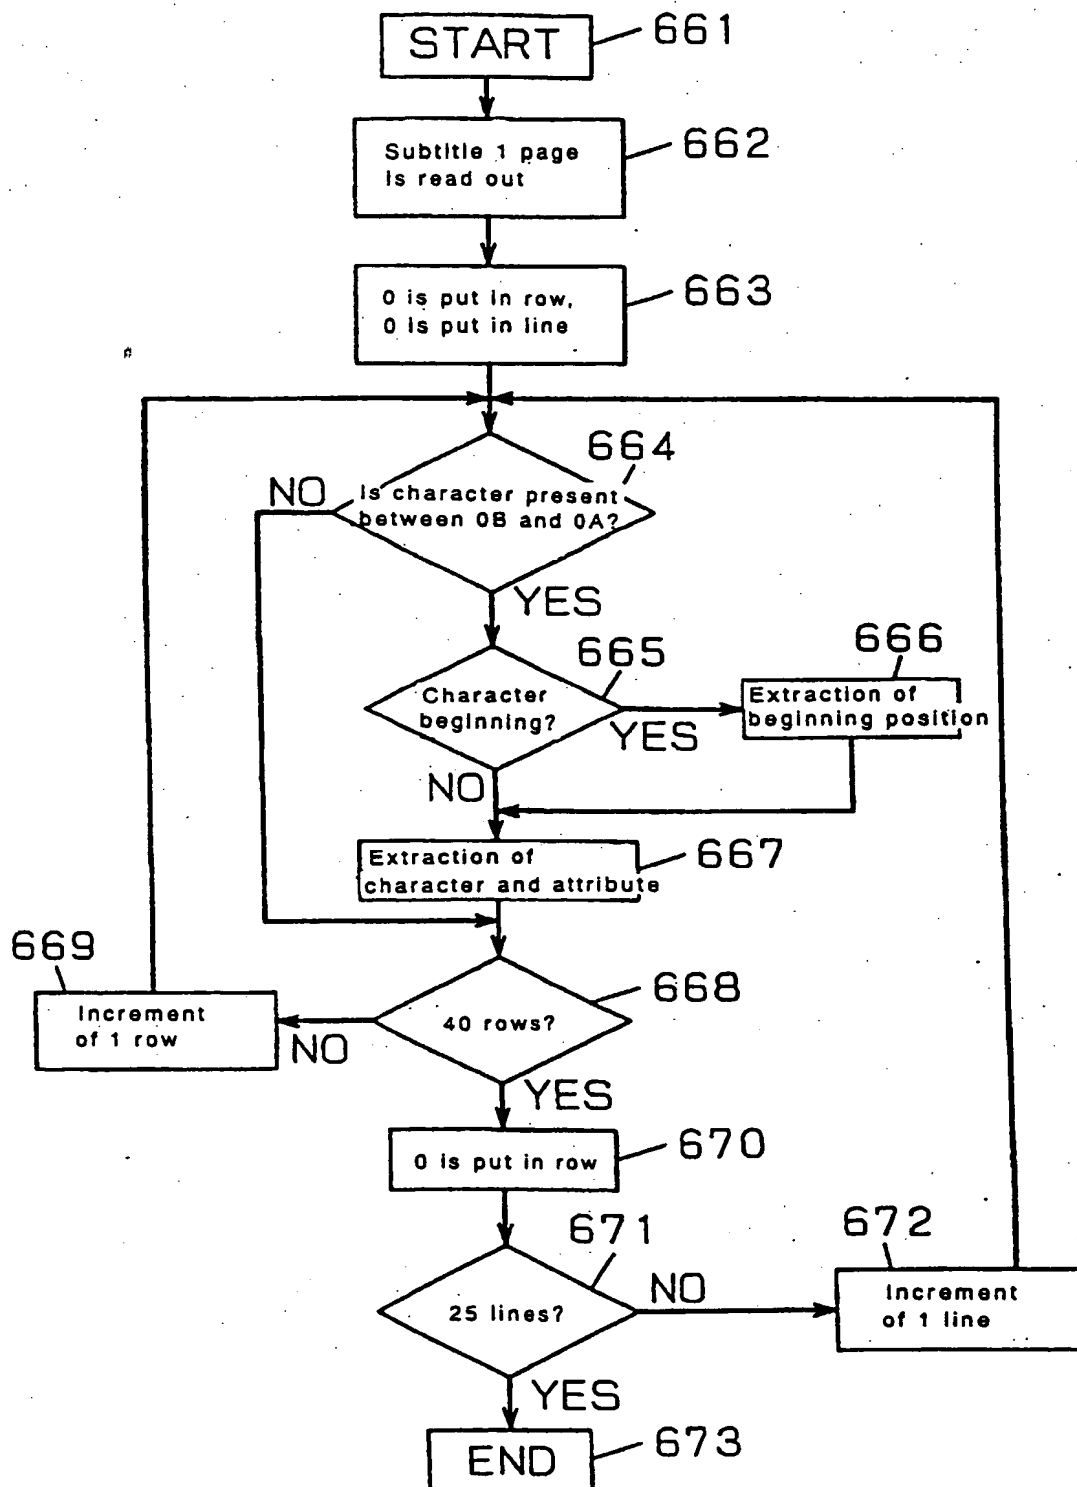 START
661
Subtitle 1 page
is read out
662
0 is put in row,
0 is put in line
663
664
NO
Is character present
between 0B and 0A?
YES
665
666
Character
beginning?
YES
Extraction of
beginning position
NO
Extraction of
character and attribute
667
669
668
Increment
of 1 row
NO
40 rows?
YES
0 is put in row
670
671
672
25 lines?
NO
Increment
of 1 line
YES
END
673